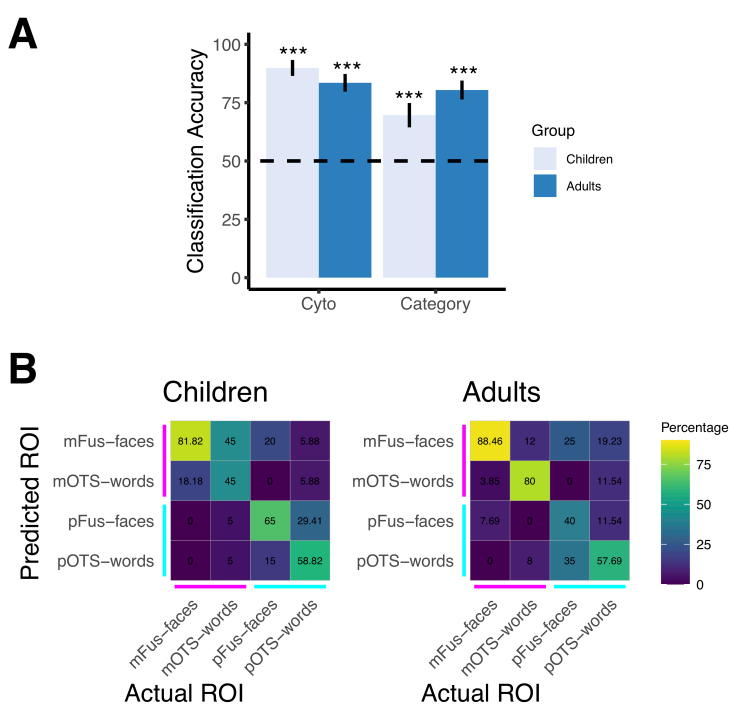 A
Classification Accuracy
100
75
50
25
0
*** *** *** ***
Cyto Category
Group
Children
Adults
B
Children Adults
Predicted ROI
mFus−faces 81.82 45 20 5.88
mOTS−words 18.18 45 0 5.88
pFus−faces 0 5 65 29.41
pOTS−words 0 5 15 58.82
mFus−faces mOTS−words pFus−faces pOTS−words
Actual ROI
mFus−faces 88.46 12 25 19.23
mOTS−words 3.85 80 0 11.54
pFus−faces 7.69 0 40 11.54
pOTS−words 0 8 35 57.69
mFus−faces mOTS−words pFus−faces pOTS−words
Actual ROI
Percentage
75
50
25
0